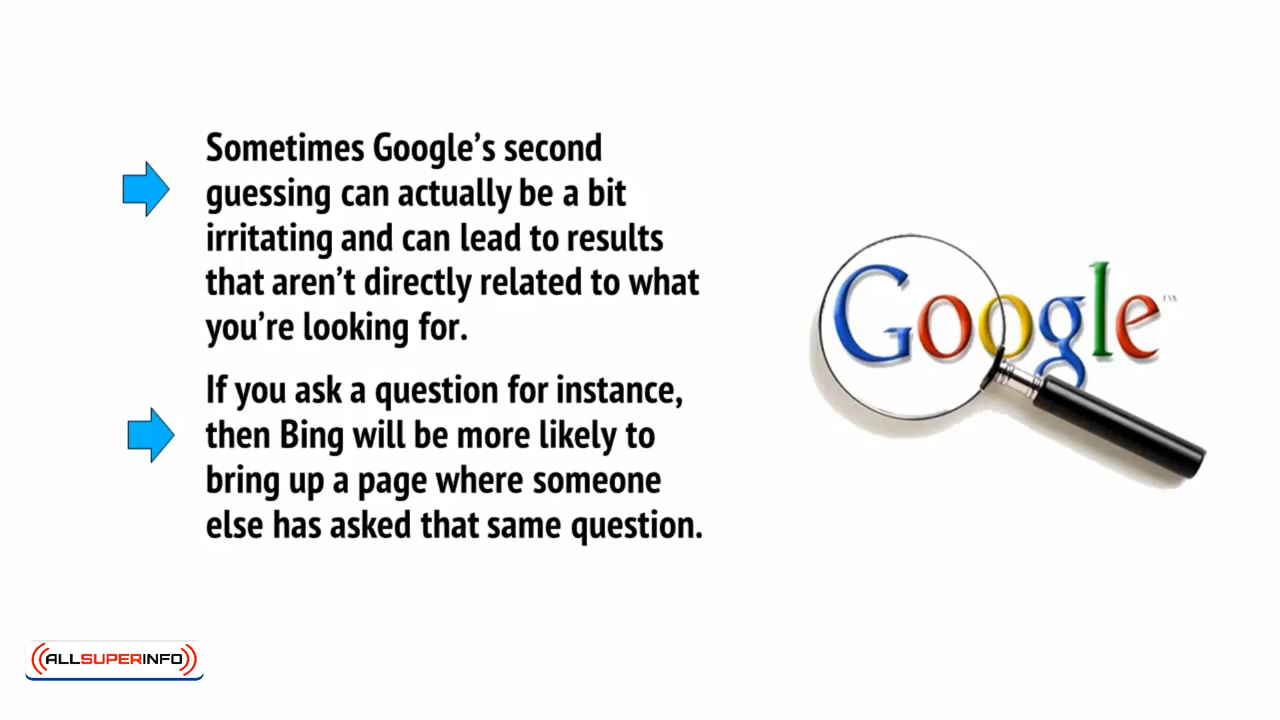 Sometimes Google's second
guessing can actually be a bit
irritating and can lead to results
that aren't directly related to what
you're looking for.
If you ask a question for instance,
then Bing will be more likely to
bring up a page where someone
else has asked that same question.
Google™
ALLSUPERINFO